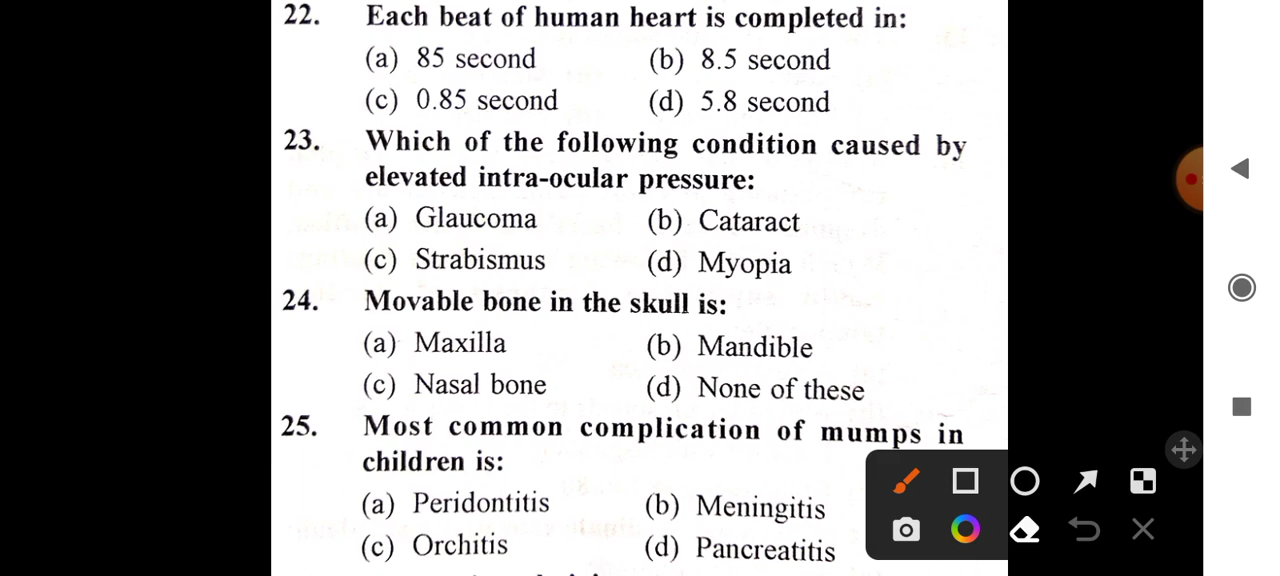 22. Each beat of human heart is completed in:
(a) 85 second (b) 8.5 second
(c) 0.85 second (d) 5.8 second
23. Which of the following condition caused by
elevated intra-ocular pressure:
(a) Glaucoma (b) Cataract
(c) Strabismus (d) Myopia
24. Movable bone in the skull is:
(a) Maxilla (b) Mandible
(c) Nasal bone (d) None of these
25. Most common complication of mumps in
children is:
(a) Peridontitis (b) Meningitis
(c) Orchitis (d) Pancreatitis